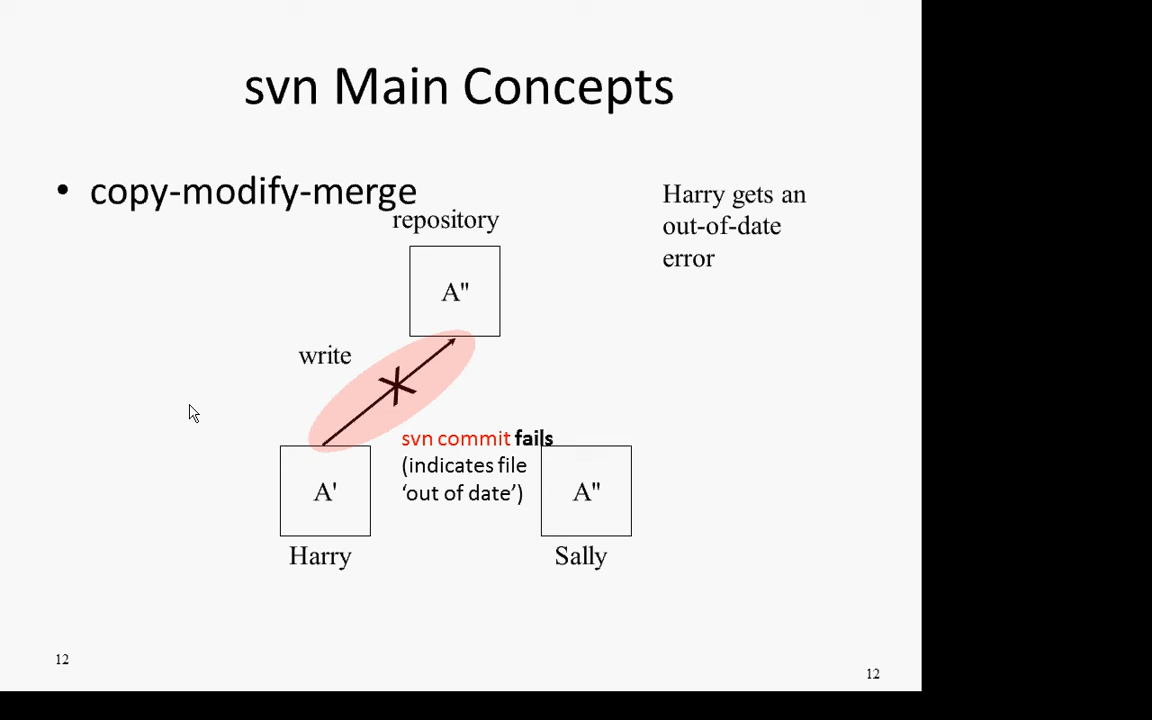 svn Main Concepts
• copy-modify-merge
repository
Harry gets an
out-of-date
error
A"
write
svn commit fails
(indicates file
‘out of date’)
A'
A"
Harry
Sally
12
12